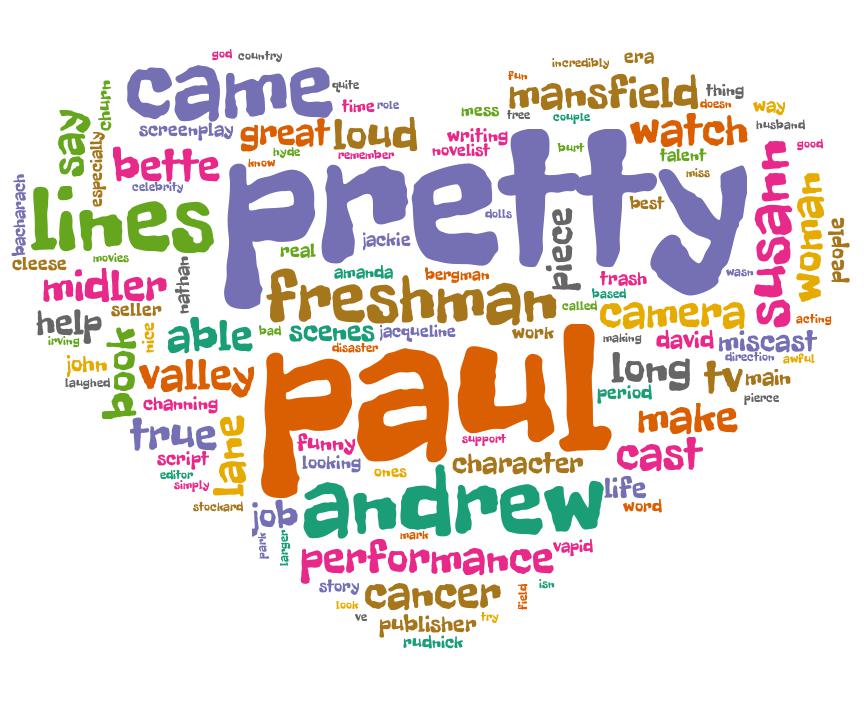 god country
came quite
incredibly era
fun
mansfield thing
time role
mess tree couple doesn way
screenplay great loud
say especially churn
writing watch husband
hyde remember
novelist burt talent good
bette know
celebrity
pretty
miss
bacharach lines
dolls best
susann woman people
real jackie piece
cleese movies
nathan
amanda bergman trash wasn
midler freshman based
seller called camera acting
help
able bad scenes jacqueline work making david miscast
irving nice
disaster direction awful
john book valley paul long tv main
laughed
period pierce
channing
true lane funny support make
script looking ones character cast
editor
simply
stockard andrew life
job word
park larger mark
performance vapid
story cancer field isn
look
ve publisher try
rudnick